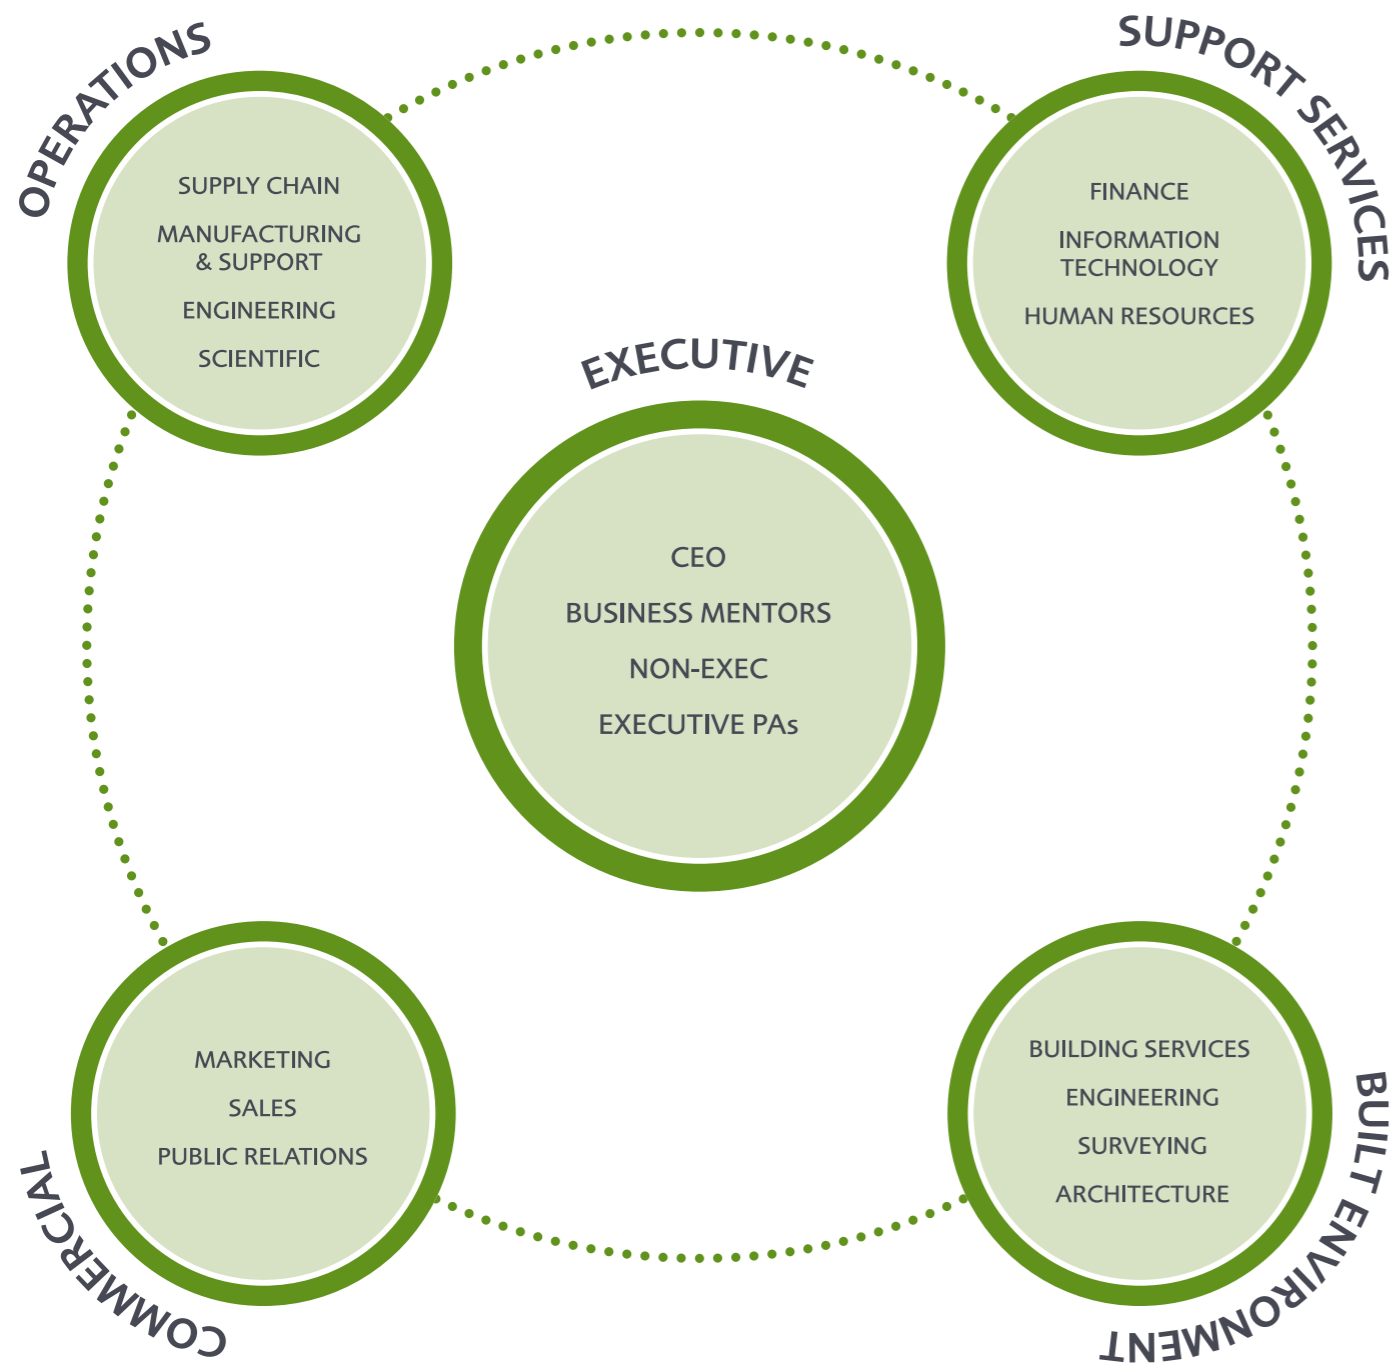 OPERATIONS
SUPPLY CHAIN
MANUFACTURING
& SUPPORT
ENGINEERING
SCIENTIFIC
SUPPORT SERVICES
FINANCE
INFORMATION
TECHNOLOGY
HUMAN RESOURCES
EXECUTIVE
CEO
BUSINESS MENTORS
NON-EXEC
EXECUTIVE PAs
COMMERCIAL
MARKETING
SALES
PUBLIC RELATIONS
BUILT ENVIRONMENT
BUILDING SERVICES
ENGINEERING
SURVEYING
ARCHITECTURE